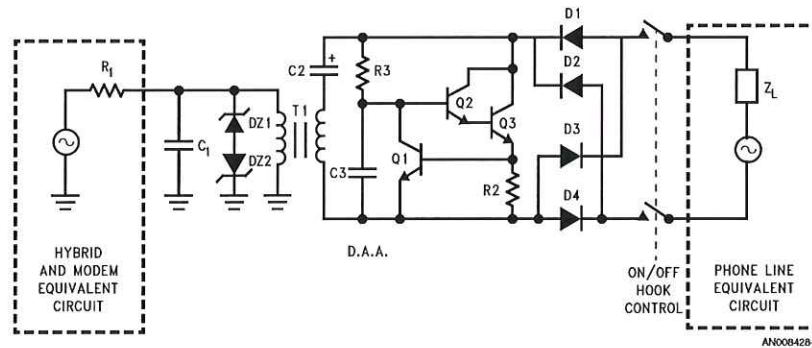 D1
D2
D3
D4
R₁
C₁
DZ1
DZ2
T1
C2
+
R3
Q2
Q3
Q1
C3
R2
Z_L
D.A.A.
HYBRID
AND MODEM
EQUIVALENT
CIRCUIT
ON/OFF
HOOK
CONTROL
PHONE LINE
EQUIVALENT
CIRCUIT
AN008428